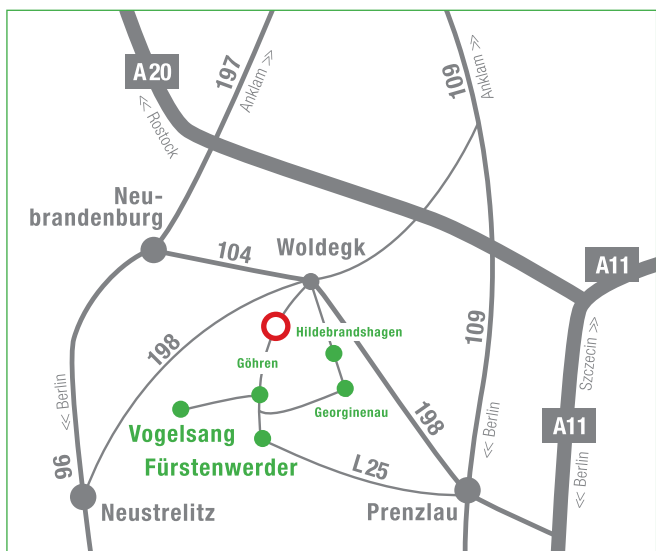 A20
197
Anklam >>
109
Anklam >>
<< Rostock
Neu-
brandenburg
104
Woldegk
A11
Hildebrandshagen
198
Göhren
109
Szczecin >>
Georginenau
<< Berlin
Vogelsang
198
<< Berlin
A11
Fürstenwerder
L25
96
<< Berlin
Neustrelitz
Prenzlau